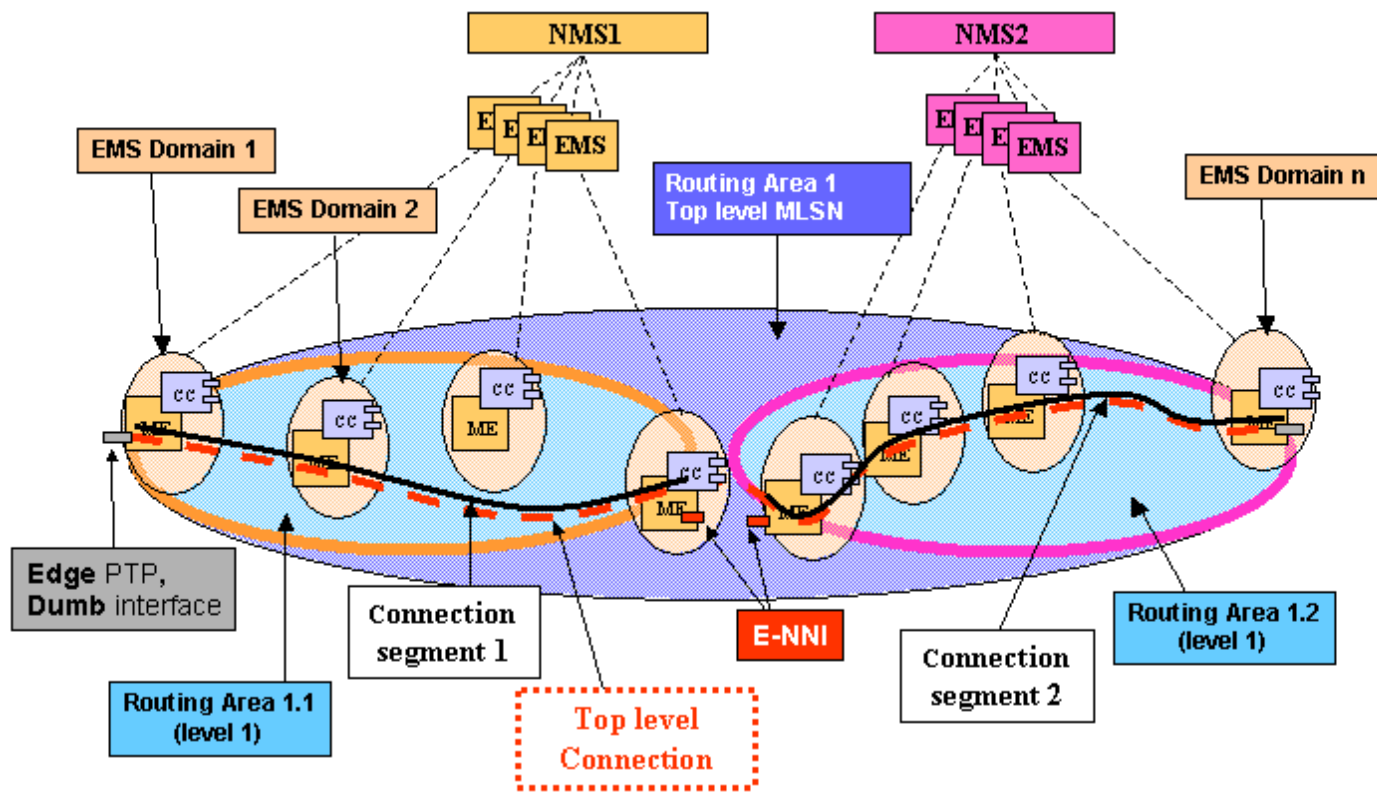 NMS1
NMS2
E
E
E
EMS
E
E
E
EMS
EMS Domain 1
EMS Domain 2
Routing Area 1
Top level MLSN
EMS Domain n
CC
ME
CC
ME
CC
ME
CC
ME
CC
ME
CC
ME
CC
ME
CC
ME
Edge PTP,
Dumb interface
Connection
segment 1
E-NNI
Connection
segment 2
Routing Area 1.2
(level 1)
Routing Area 1.1
(level 1)
Top level
Connection